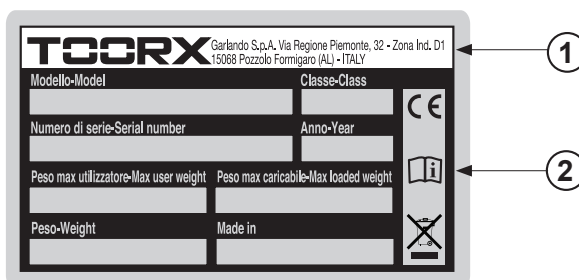 TOORX Garlando S.p.A. Via Regione Piemonte, 32 - Zona Ind. D1
15068 Pozzolo Formigaro (AL) - ITALY
1
Modello-Model Classe-Class
CE
Numero di serie-Serial number Anno-Year
i
2
Peso max utilizzatore-Max user weight Peso max caricabile-Max loaded weight
Peso-Weight Made in